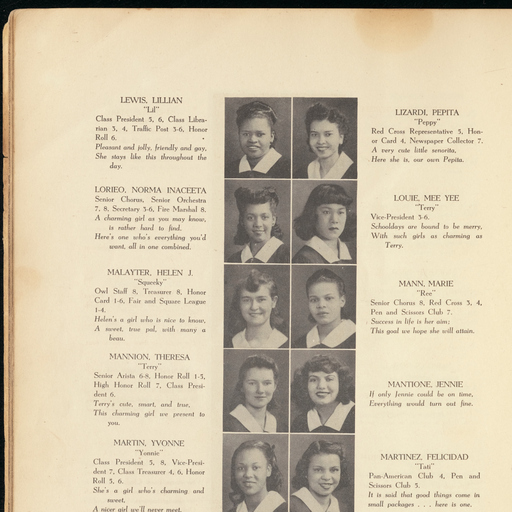 LEWIS, LILLIAN
"Lil"
Class President 5, 6, Class Libra-
rian 3, 4, Traffic Post 3-6, Honor
Roll 6.
Pleasant and jolly, friendly and gay,
She stays like this throughout the
day.
LORIEO, NORMA INACEETA
Senior Chorus, Senior Orchestra
7, 8, Secretary 3-6, Fire Marshal 8.
A charming girl as you may know,
is rather hard to find.
Here's one who's everything you'd
want, all in one combined.
MALAYTER, HELEN J.
"Squeeky"
Owl Staff 8, Treasurer 8, Honor
Card 1-6, Fair and Square League
1-4.
Helen's a girl who is nice to know,
A sweet, true pal, with many a
beau.
MANNION, THERESA
"Terry"
Senior Arista 6-8, Honor Roll 1-5,
High Honor Roll 7, Class Presi-
dent 6.
Terry's cute, smart, and true,
This charming girl we present to
you.
MARTIN, YVONNE
"Vonnie"
Class President 5, 8, Vice-Presi-
dent 7, Class Treasurer 4, 6, Honor
Roll 5, 6.
She's a girl who's charming and
sweet,
A nicer girl we'll never meet.
LIZARDI, PEPITA
"Peppy"
Red Cross Representative 5, Hon-
or Card 4, Newspaper Collector 7.
A very cute little senorita,
Here she is, our own Pepita.
LOUIE, MEE YEE
"Terry"
Vice-President 3-6.
Schooldays are bound to be merry,
With such girls as charming as
Terry.
MANN, MARIE
"Ree"
Senior Chorus 8, Red Cross 3, 4,
Pen and Scissors Club 7.
Success in life is her aim;
This goal we hope she will attain.
MANTIONE, JENNIE
If only Jennie could be on time,
Everything would turn out fine.
MARTINEZ, FELICIDAD
"Tati"
Pan-American Club 4, Pen and
Scissors Club 5.
It is said that good things come in
small packages . . . here is one.